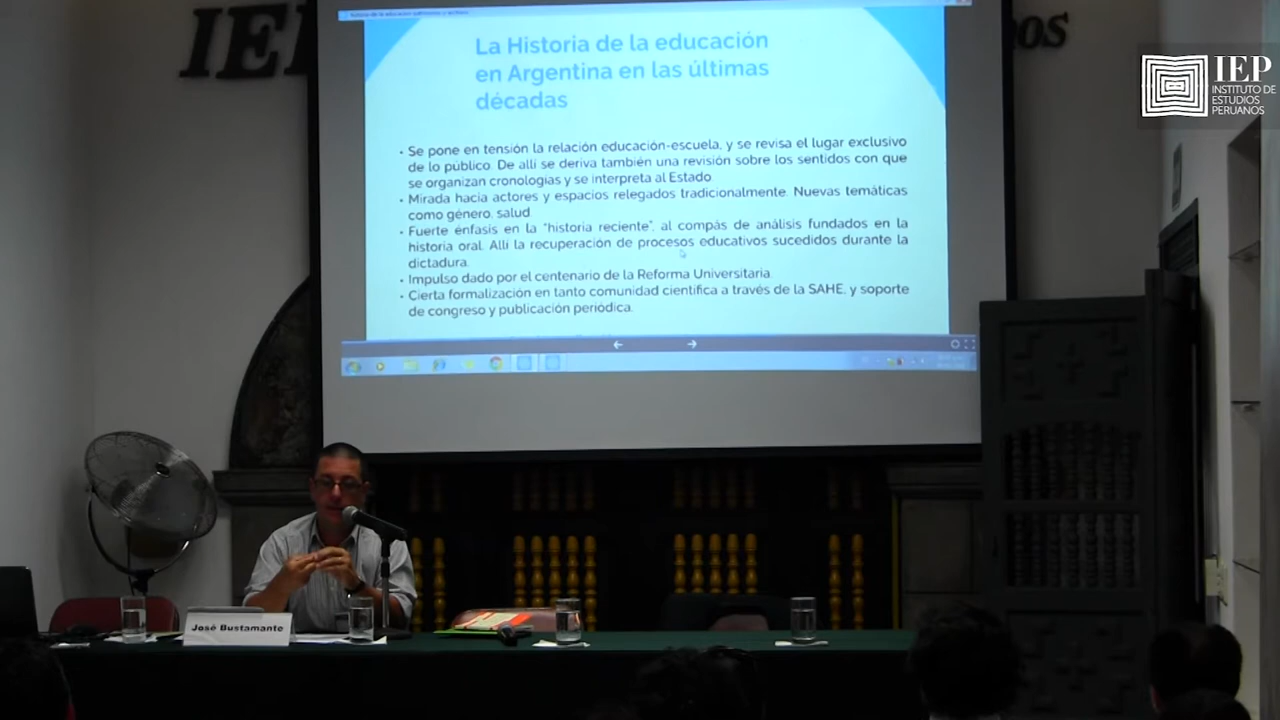 IEP
La Historia de la educación
en Argentina en las últimas
décadas
• Se pone en tensión la relación educación-escuela, y se revisa el lugar exclusivo
de lo público. De allí se deriva también una revisión sobre los sentidos con que
se organizan cronologías y se interpreta al Estado.
• Mirada hacia actores y espacios relegados tradicionalmente. Nuevas temáticas
como género, salud.
• Fuerte énfasis en la "historia reciente", al compás de análisis fundados en la
historia oral. Allí la recuperación de procesos educativos sucedidos durante la
dictadura.
• Impulso dado por el centenario de la Reforma Universitaria.
• Cierta formalización en tanto comunidad científica a través de la SAHE, y soporte
de congreso y publicación periódica.
IEP
INSTITUTO DE
ESTUDIOS
PERUANOS
José Bustamante